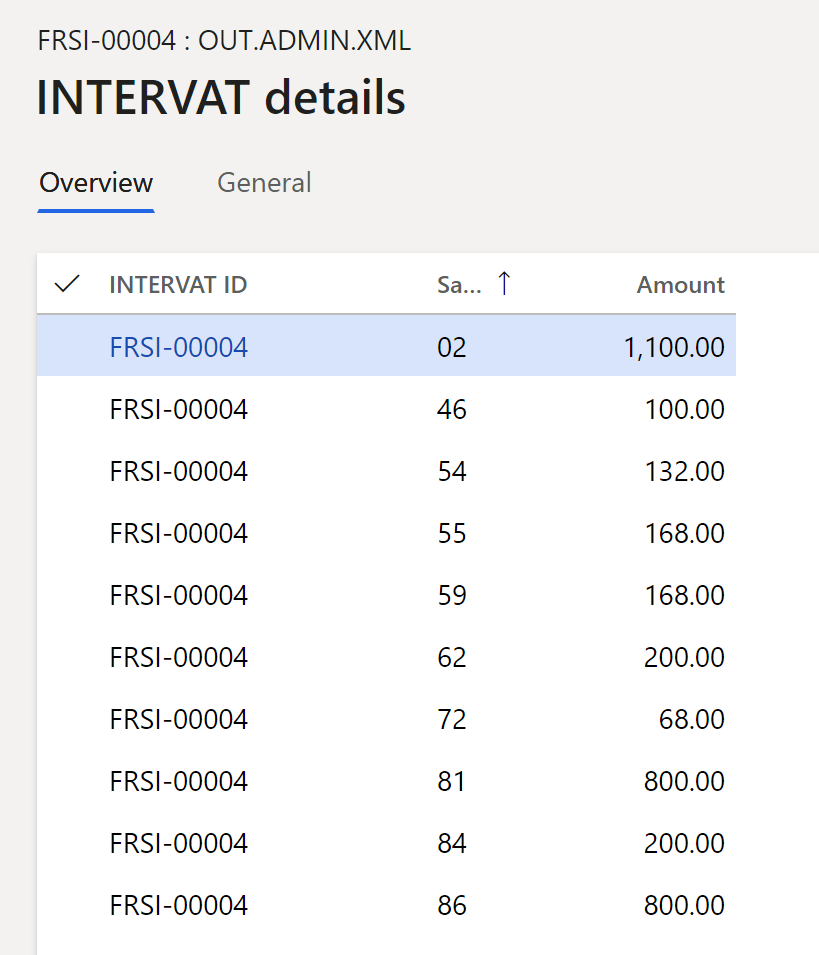 FRSI-00004 : OUT.ADMIN.XML
INTERVAT details
Overview General
INTERVAT ID Sa... Amount
FRSI-00004 02 1,100.00
FRSI-00004 46 100.00
FRSI-00004 54 132.00
FRSI-00004 55 168.00
FRSI-00004 59 168.00
FRSI-00004 62 200.00
FRSI-00004 72 68.00
FRSI-00004 81 800.00
FRSI-00004 84 200.00
FRSI-00004 86 800.00